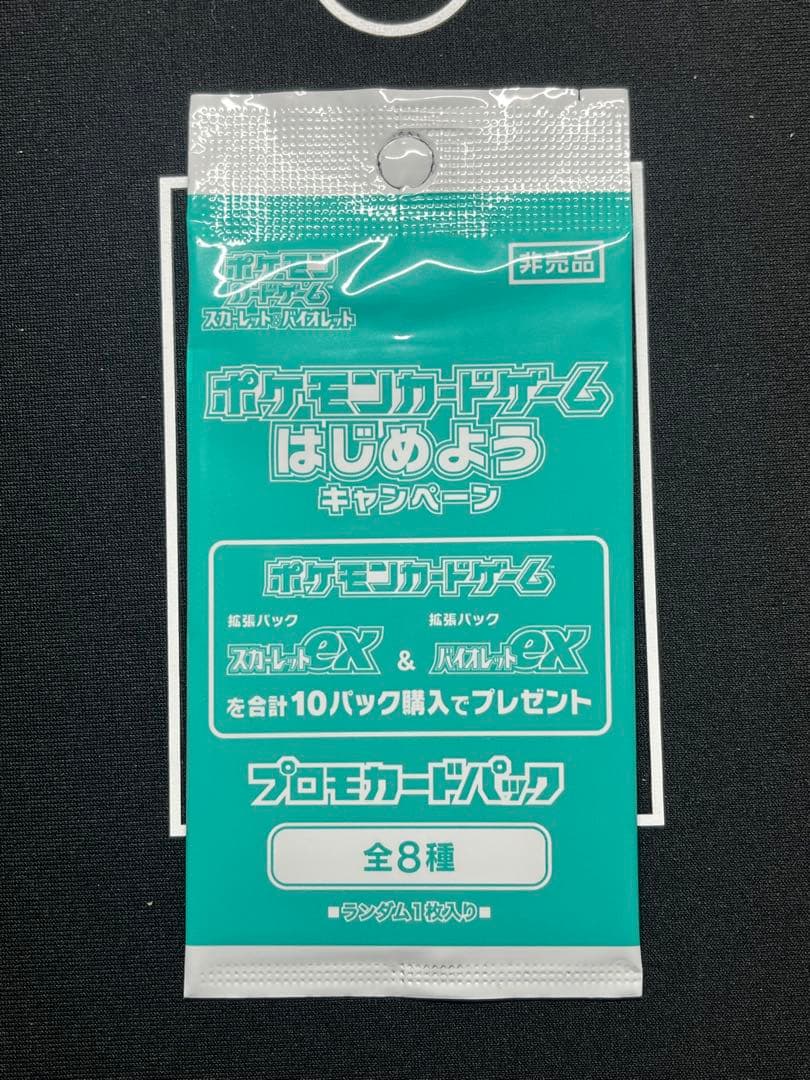 ポケモン
カードゲーム
スカーレット&バイオレット
非売品
ポケモンカードゲーム
はじめよう
キャンペーン
ポケモンカードゲーム™
拡張パック
スカーレットex
&
拡張パック
バイオレットex
を合計10パック購入でプレゼント
プロモカードパック
全8種
■ランダム1枚入り■